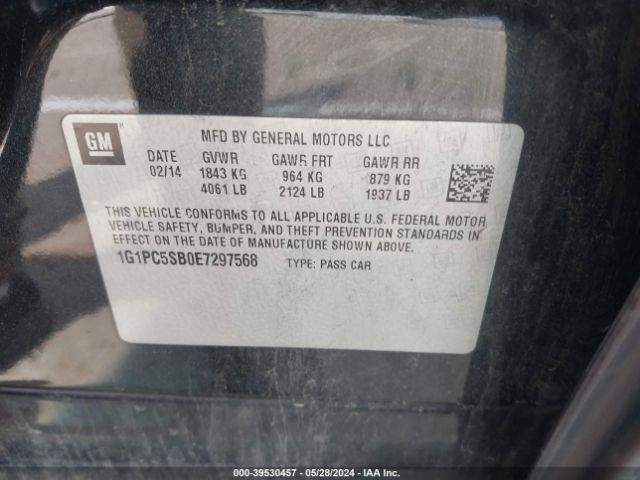 GM
MFD BY GENERAL MOTORS LLC
DATE GVWR GAWR FRT GAWR RR
02/14 1843 KG 964 KG 879 KG
4061 LB 2124 LB 1937 LB
THIS VEHICLE CONFORMS TO ALL APPLICABLE U.S. FEDERAL MOTOR
VEHICLE SAFETY, BUMPER, AND THEFT PREVENTION STANDARDS IN
EFFECT ON THE DATE OF MANUFACTURE SHOWN ABOVE.
1G1PC5SB0E7297568 TYPE: PASS CAR
000-39530457 - 05/28/2024 - IAA Inc.